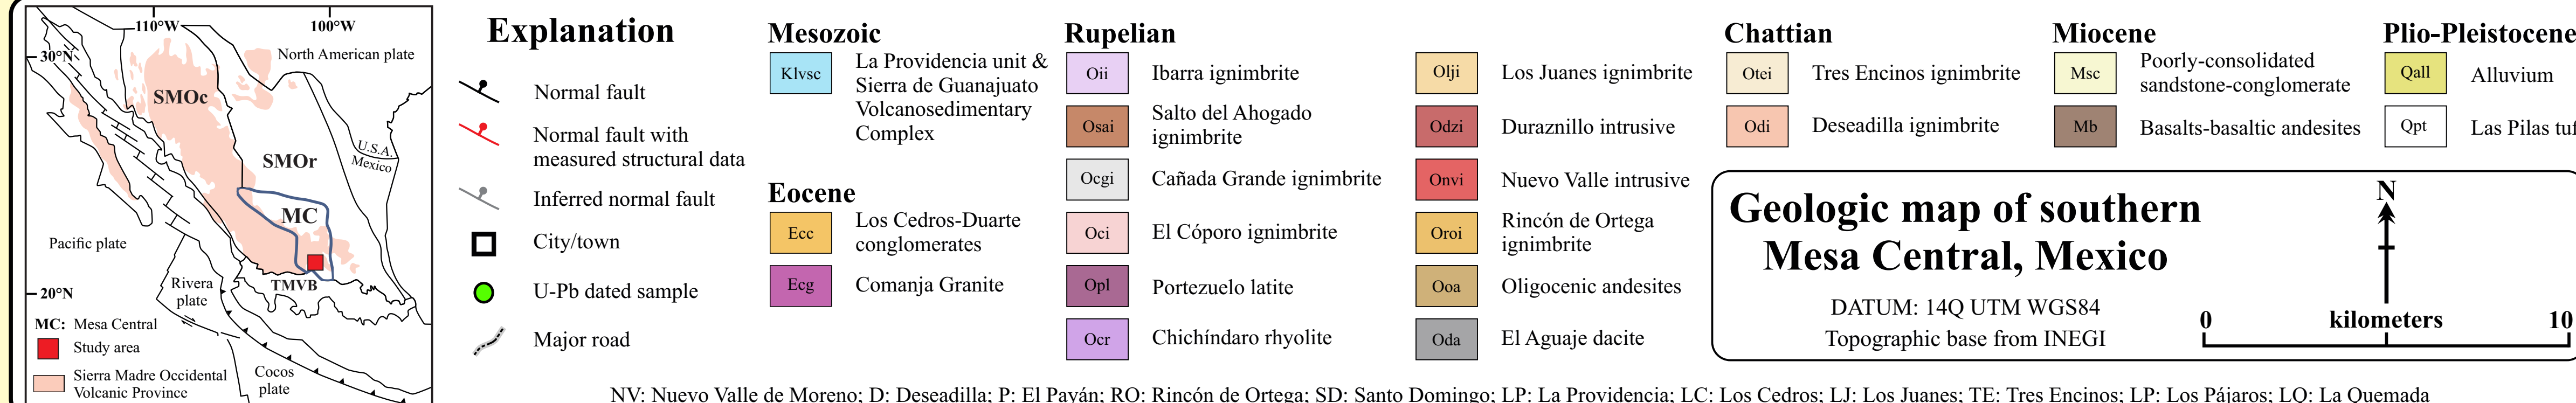 110°W
100°W
North American plate
30°N
SMOc
SMOr
U.S.A.
Mexico
MC
Pacific plate
Rivera
plate
TMVB
20°N
MC: Mesa Central
Study area
Sierra Madre Occidental
Volcanic Province
Cocos
plate
Explanation
Normal fault
Normal fault with
measured structural data
Inferred normal fault
City/town
U-Pb dated sample
Major road
Mesozoic
Klvsc
La Providencia unit &
Sierra de Guanajuato
Volcanosedimentary
Complex
Eocene
Ecc
Los Cedros-Duarte
conglomerates
Ecg
Comanja Granite
Rupelian
Oii
Ibarra ignimbrite
Osai
Salto del Ahogado
ignimbrite
Ocgi
Cañada Grande ignimbrite
Oci
El Cóporo ignimbrite
Opl
Portezuelo latite
Ocr
Chichíndaro rhyolite
Olji
Los Juanes ignimbrite
Odzi
Duraznillo intrusive
Onvi
Nuevo Valle intrusive
Oroi
Rincón de Ortega
ignimbrite
Ooa
Oligocenic andesites
Oda
El Aguaje dacite
Chattian
Otei
Tres Encinos ignimbrite
Odi
Deseadilla ignimbrite
Miocene
Msc
Poorly-consolidated
sandstone-conglomerate
Mb
Basalts-basaltic andesites
Plio-Pleistocene
Qall
Alluvium
Qpt
Las Pilas tuf
Geologic map of southern
Mesa Central, Mexico
DATUM: 14Q UTM WGS84
Topographic base from INEGI
N
0 kilometers 10
NV: Nuevo Valle de Moreno; D: Deseadilla; P: El Payán; RO: Rincón de Ortega; SD: Santo Domingo; LP: La Providencia; LC: Los Cedros; LJ: Los Juanes; TE: Tres Encinos; LP: Los Pájaros; LQ: La Quemada